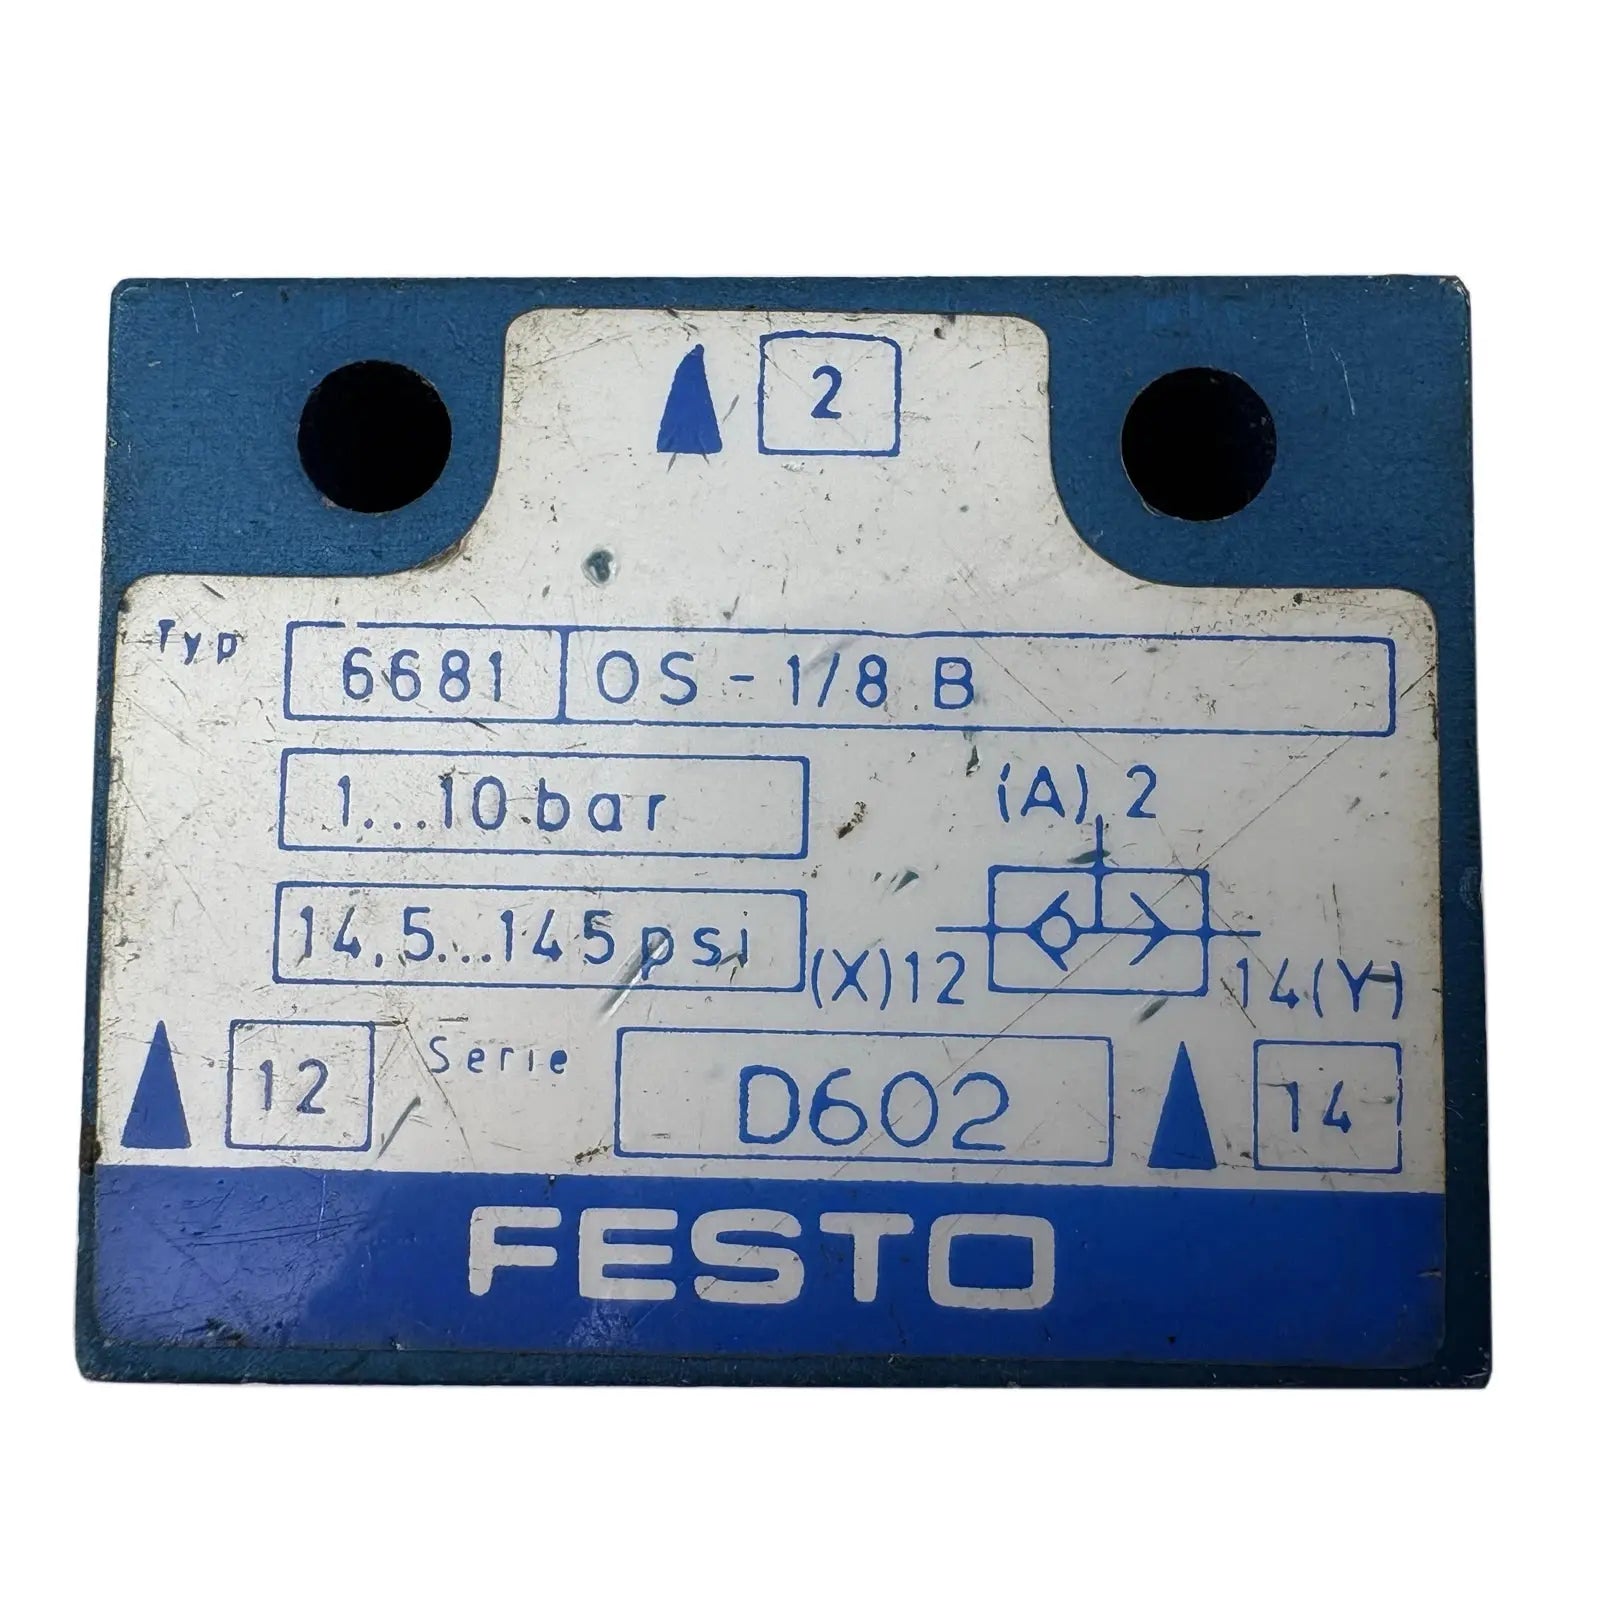 2
Typ 6681 OS-1/8 B
1...10 bar
(A) 2
14,5...145 psi
(X)12 14(Y)
12 Serie D602 14
FESTO